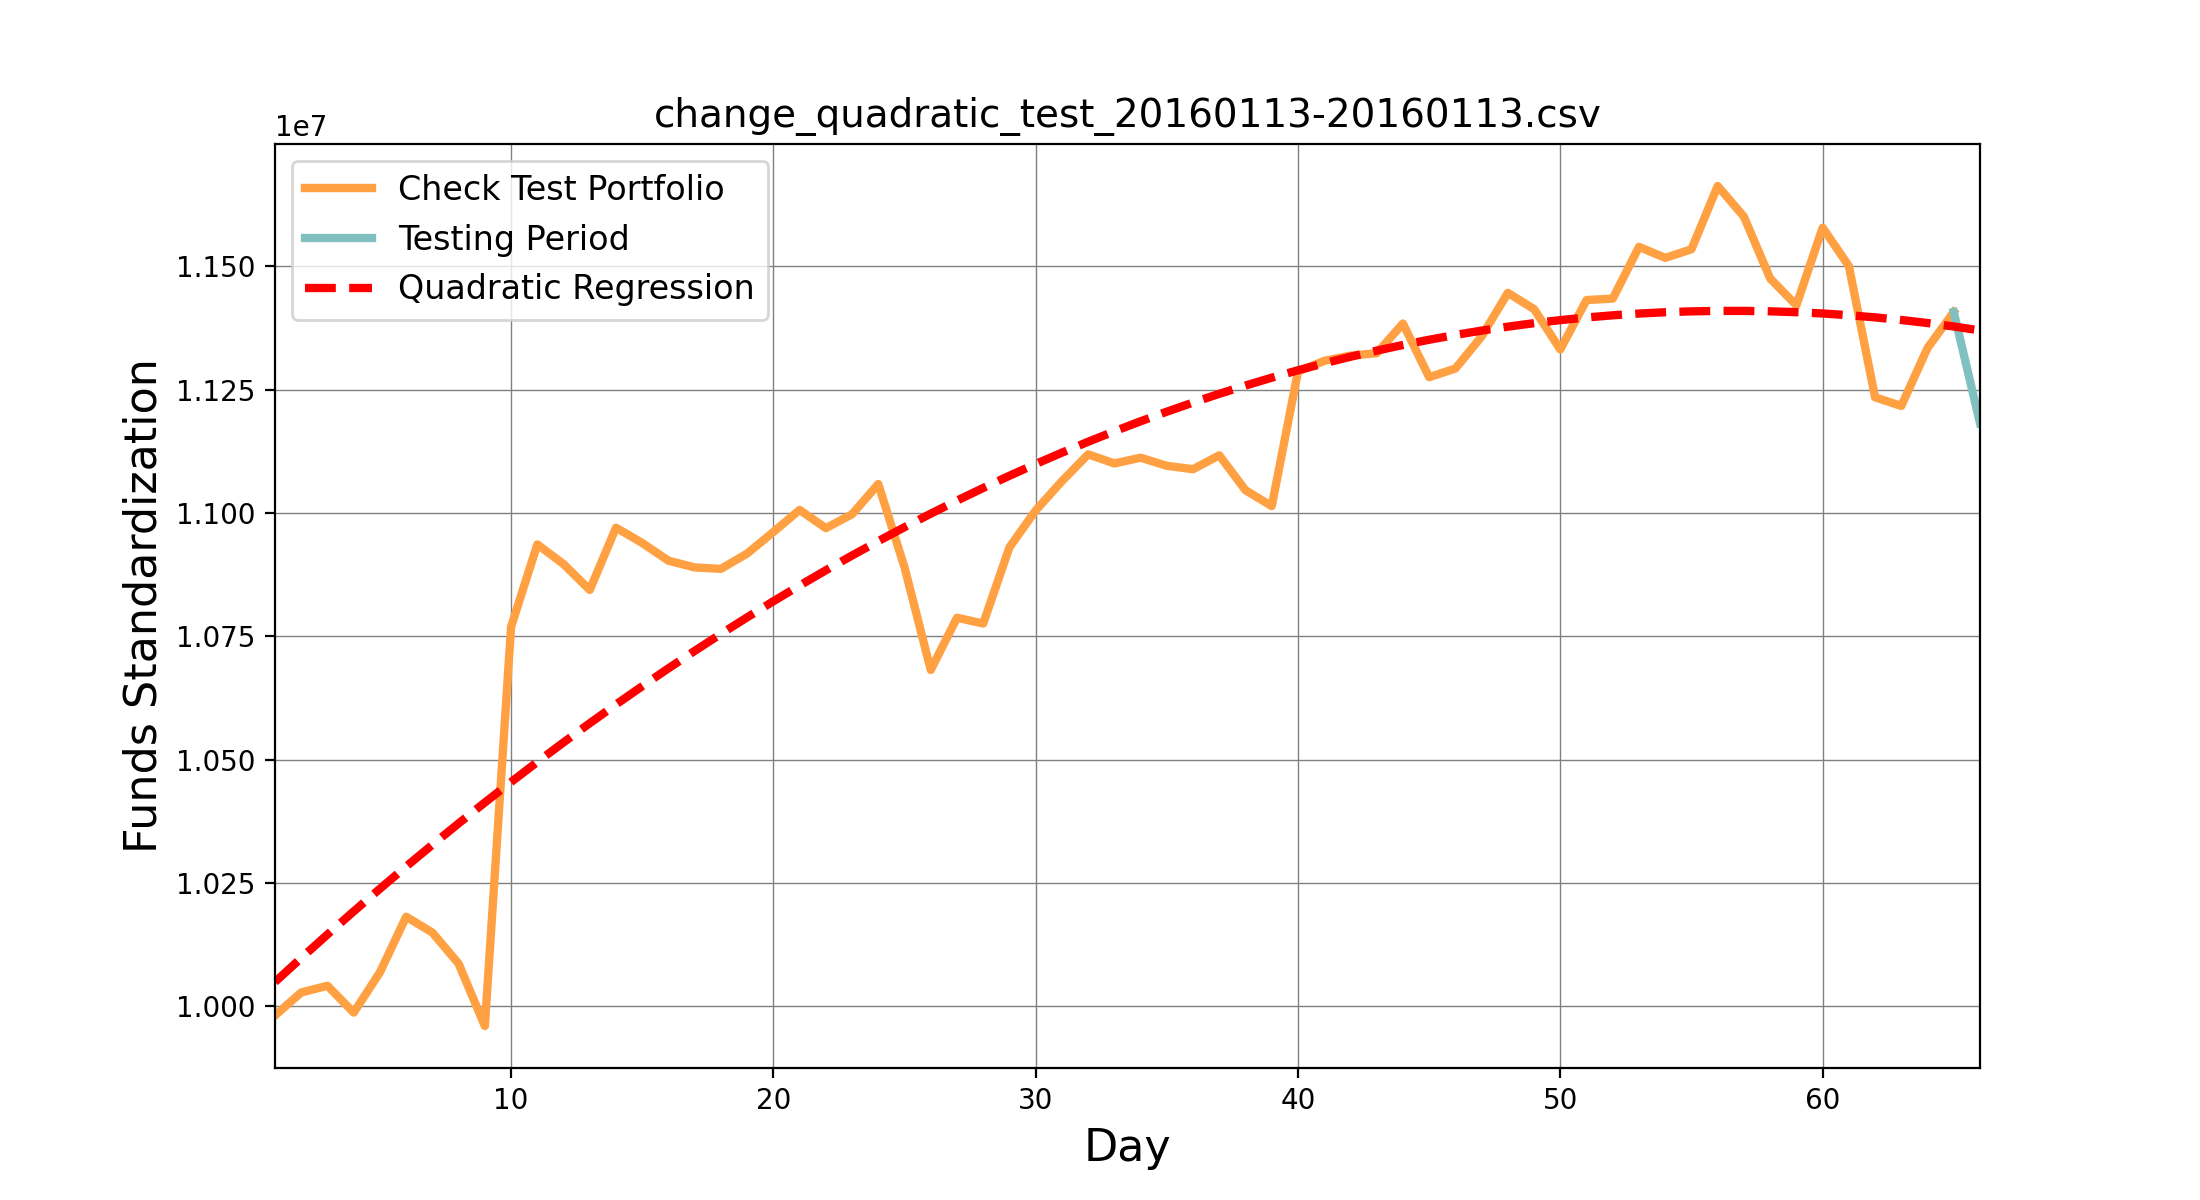 change_quadratic_test_20160113-20160113.csv
1e7
Check Test Portfolio
Testing Period
Quadratic Regression
1.150
1.125
1.100
1.075
1.050
1.025
1.000
Funds Standardization
10 20 30 40 50 60
Day